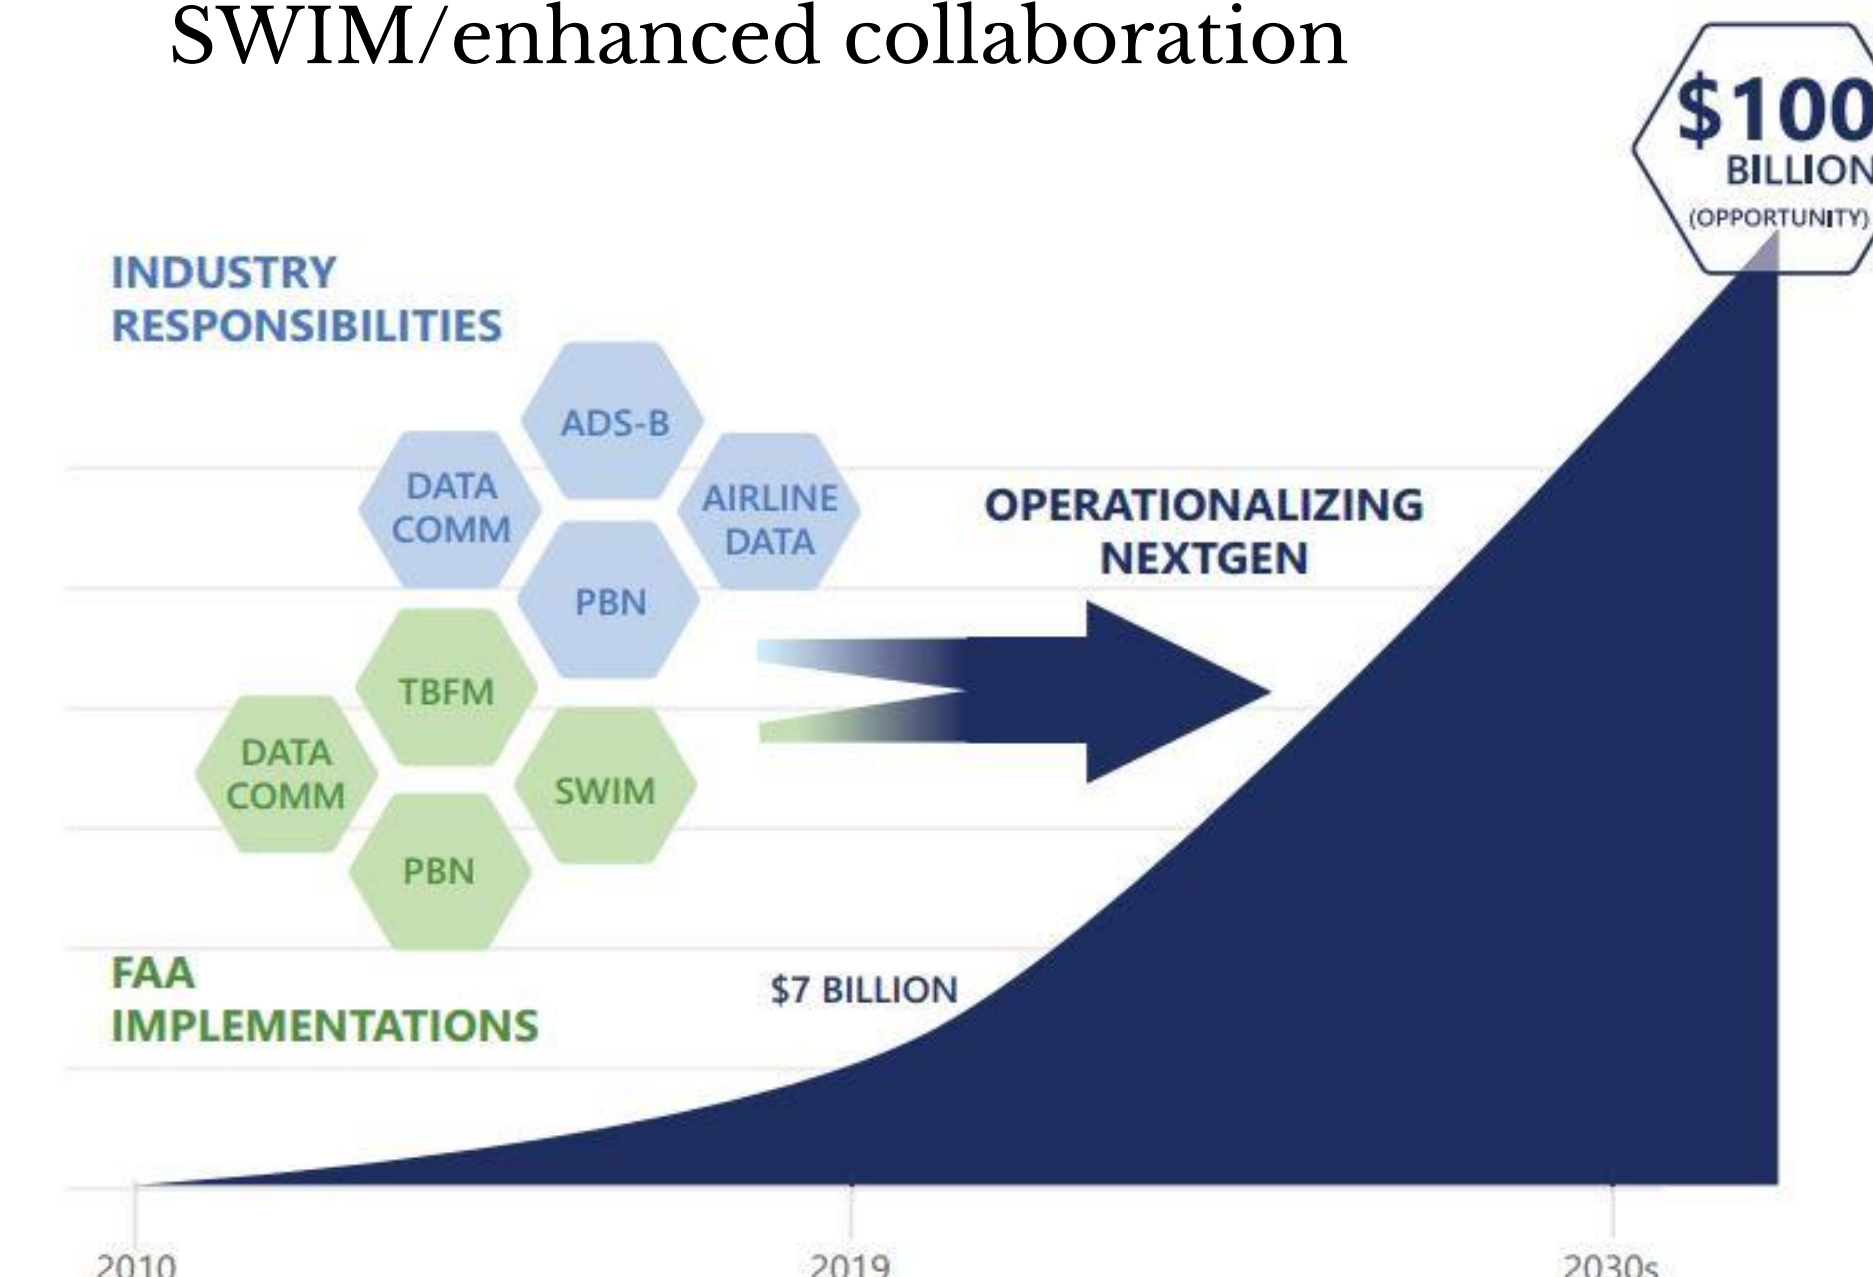 SWIM/enhanced collaboration
$100
BILLION
(OPPORTUNITY)
INDUSTRY
RESPONSIBILITIES
ADS-B
DATA
COMM
AIRLINE
DATA
PBN
OPERATIONALIZING
NEXTGEN
TBFM
DATA
COMM
SWIM
PBN
FAA
IMPLEMENTATIONS
$7 BILLION
2010
2019
2030s